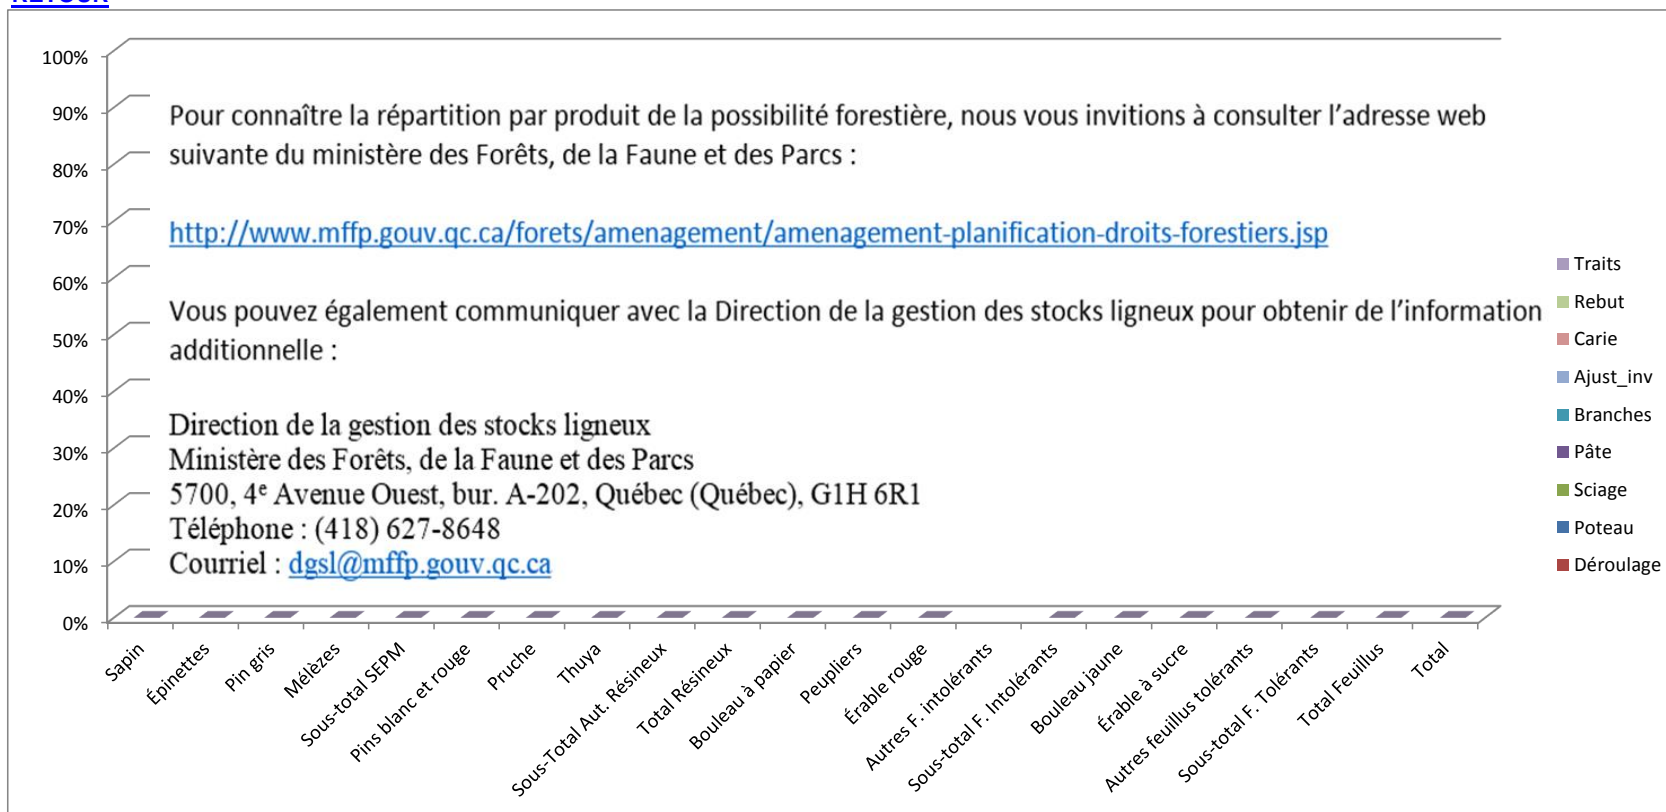 RETOUR
100%
90%
80%
70%
60%
50%
40%
30%
20%
10%
0%
Pour connaître la répartition par produit de la possibilité forestière, nous vous invitions à consulter l'adresse web
suivante du ministère des Forêts, de la Faune et des Parcs :
http://www.mffp.gouv.qc.ca/forets/amenagement/amenagement-planification-droits-forestiers.jsp
Vous pouvez également communiquer avec la Direction de la gestion des stocks ligneux pour obtenir de l'information
additionnelle :
Direction de la gestion des stocks ligneux
Ministère des Forêts, de la Faune et des Parcs
5700, 4e Avenue Ouest, bur. A-202, Québec (Québec), G1H 6R1
Téléphone : (418) 627-8648
Courriel : dgsl@mffp.gouv.qc.ca
Traits
Rebut
Carie
Ajust_inv
Branches
Pâte
Sciage
Poteau
Déroulage
Sapin
Épinettes
Pin gris
Mélèzes
Sous-total SEPM
Pins blanc et rouge
Pruche
Thuya
Sous-Total Aut. Résineux
Total Résineux
Bouleau à papier
Peupliers
Érable rouge
Autres F. intolérants
Sous-total F. Intolérants
Bouleau jaune
Érable à sucre
Autres feuillus tolérants
Sous-total F. Tolérants
Total Feuillus
Total